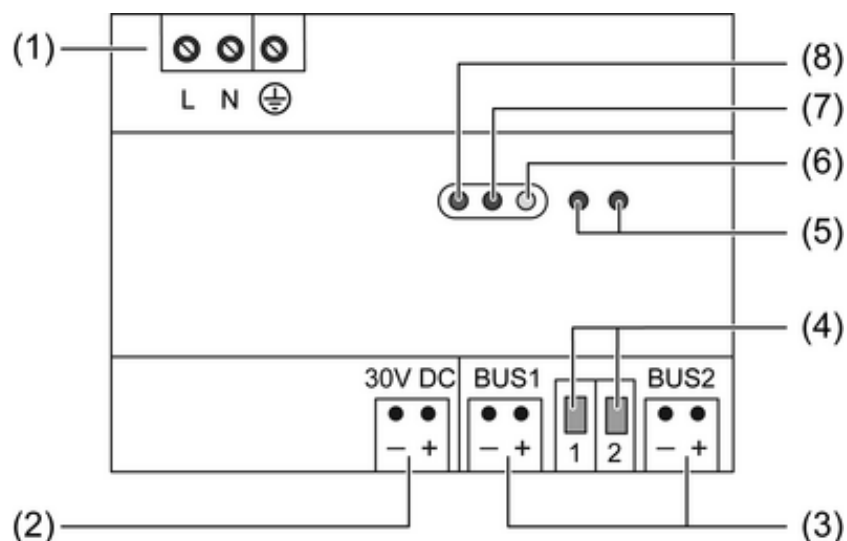 (1)
(8)
L N
(7)
(6)
(5)
(4)
30V DC BUS1 BUS2
– + – + 1 2 – +
(2) (3)